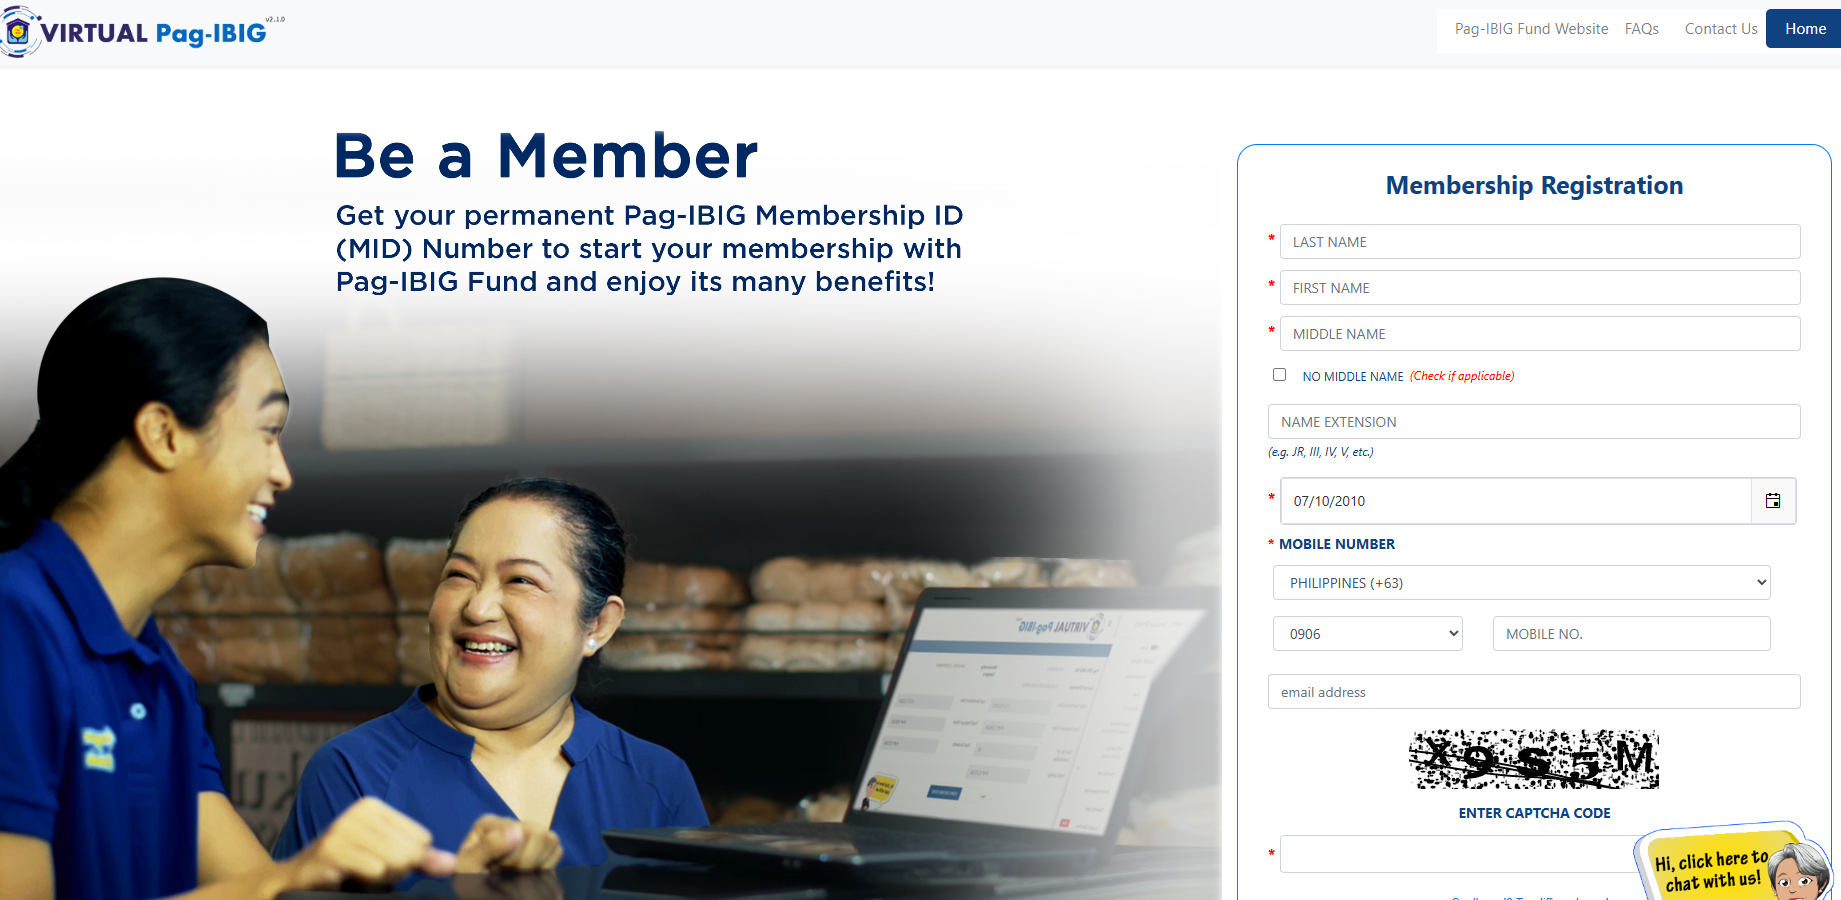 VIRTUAL Pag-IBIG v2.1.0
Pag-IBIG Fund Website
FAQs
Contact Us
Home
Be a Member
Get your permanent Pag-IBIG Membership ID
(MID) Number to start your membership with
Pag-IBIG Fund and enjoy its many benefits!
VIRTUAL Pag-IBIG
Membership Registration
* LAST NAME
* FIRST NAME
* MIDDLE NAME
NO MIDDLE NAME (Check if applicable)
NAME EXTENSION
(e.g. JR, III, IV, V, etc.)
* 07/10/2010
* MOBILE NUMBER
PHILIPPINES (+63)
0906
MOBILE NO.
email address
X9S5M
ENTER CAPTCHA CODE
*
Hi, click here to
chat with us!